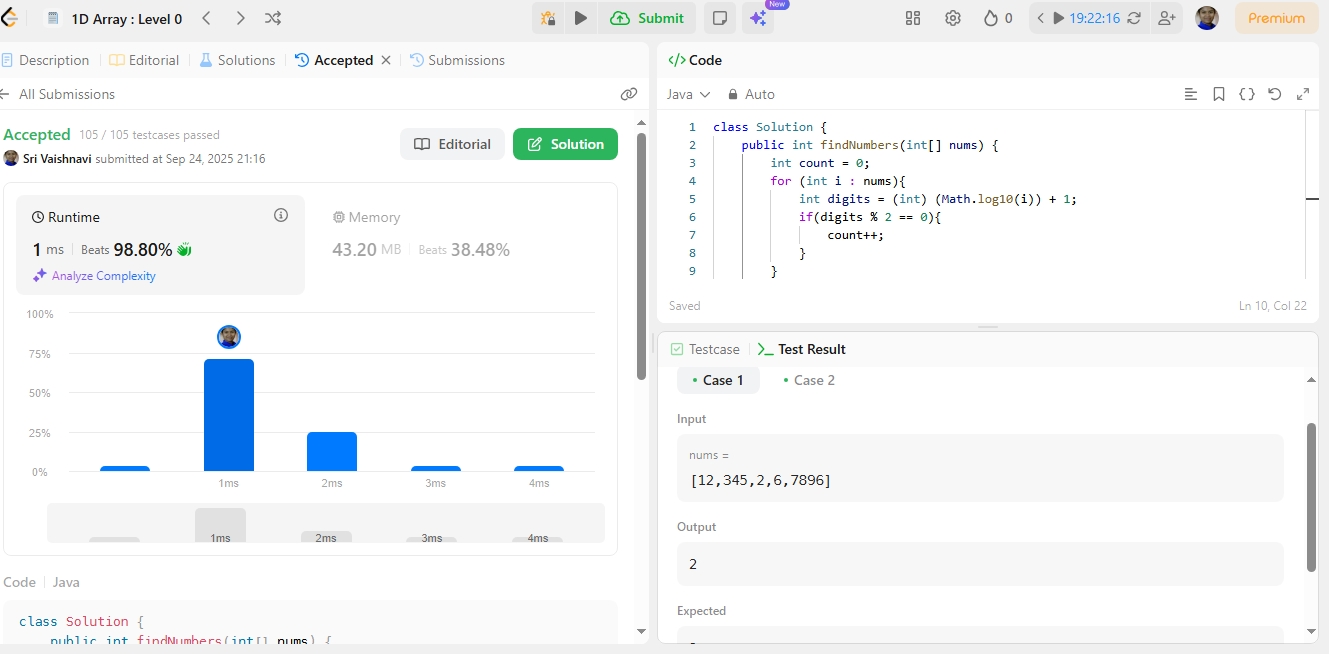 1D Array : Level 0
Submit
New
0
19:22:16
Premium
Description
Editorial
Solutions
Accepted
Submissions
All Submissions
Accepted 105 / 105 testcases passed
Sri Vaishnavi submitted at Sep 24, 2025 21:16
Editorial
Solution
Runtime
1 ms Beats 98.80%
Analyze Complexity
Memory
43.20 MB Beats 38.48%
100%
75%
50%
25%
0%
1ms 2ms 3ms 4ms
1ms 2ms 3ms 4ms
Code Java
class Solution {
public int findNumbers(int[] nums) {
</> Code
Java Auto
1 class Solution {
2 public int findNumbers(int[] nums) {
3 int count = 0;
4 for (int i : nums){
5 int digits = (int) (Math.log10(i)) + 1;
6 if(digits % 2 == 0){
7 count++;
8 }
9 }
Saved
Ln 10, Col 22
Testcase
Test Result
Case 1
Case 2
Input
nums =
[12,345,2,6,7896]
Output
2
Expected